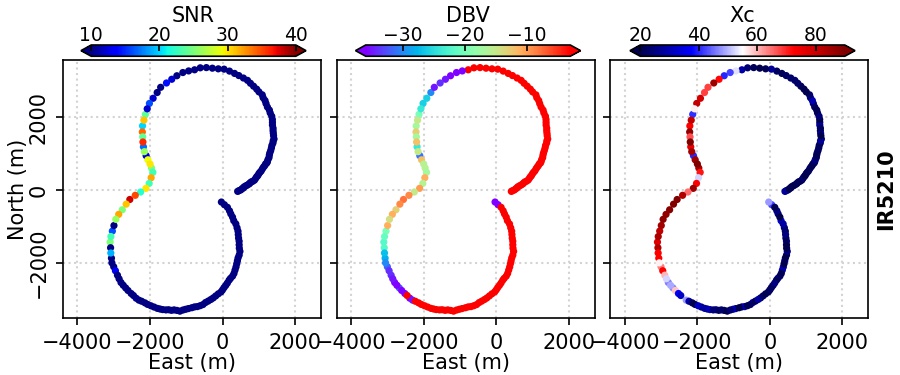 SNR DBV Xc
10 20 30 40 −30 −20 −10 20 40 60 80
North (m)
2000
0
−2000
−4000 −2000 0 2000 −4000 −2000 0 2000 −4000 −2000 0 2000
East (m) East (m) East (m)
IR5210